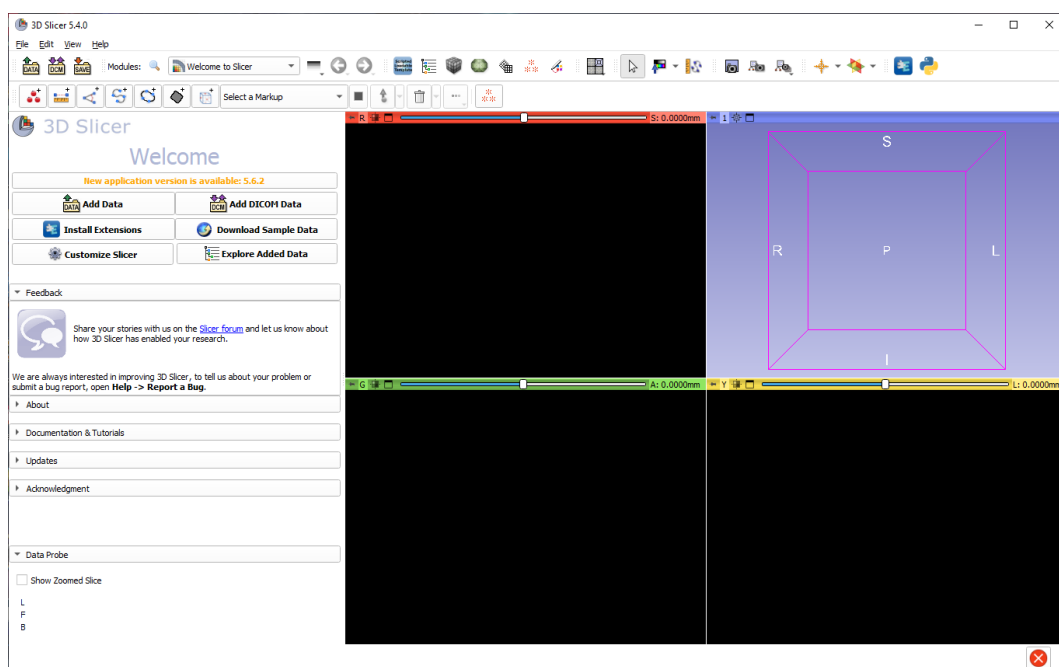 3D Slicer 5.4.0
File Edit View Help
DATA DCM SAVE Modules: Welcome to Slicer
Select a Markup
3D Slicer
Welcome
New application version is available: 5.6.2
DATA Add Data
DCM Add DICOM Data
Install Extensions
Download Sample Data
Customize Slicer
Explore Added Data
Feedback
Share your stories with us on the Slicer forum and let us know about
how 3D Slicer has enabled your research.
We are always interested in improving 3D Slicer, to tell us about your problem or
submit a bug report, open Help -> Report a Bug.
About
Documentation & Tutorials
Updates
Acknowledgment
Data Probe
Show Zoomed Slice
L
F
B
R S: 0.0000mm
1
S
R P L
I
G A: 0.0000mm
Y L: 0.0000mm